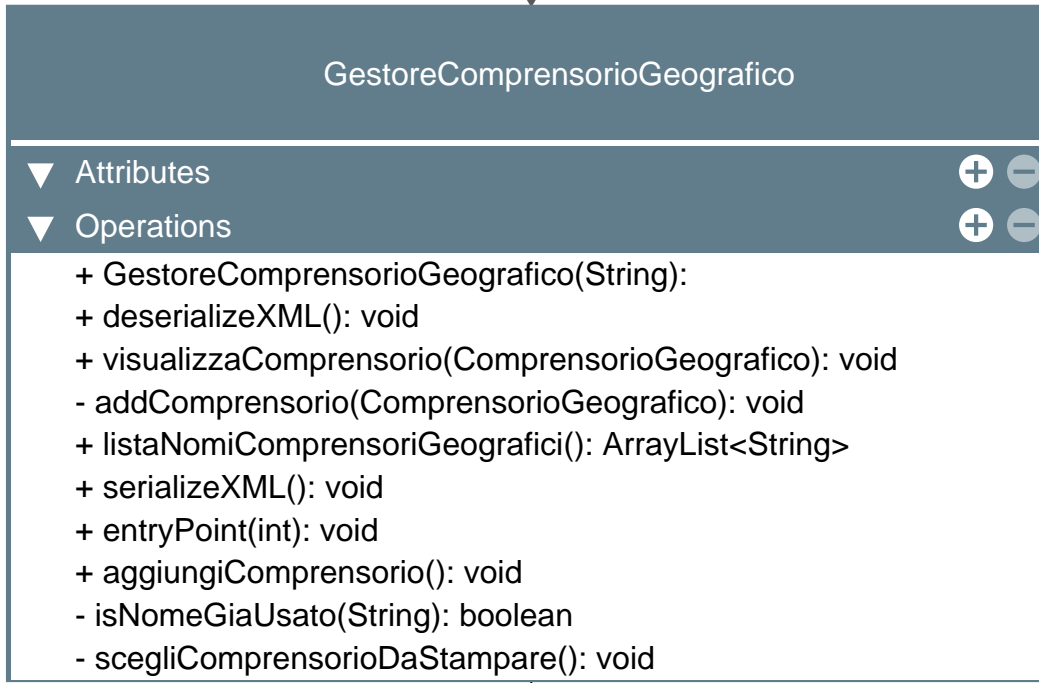 GestoreComprensorioGeografico
Attributes
Operations
+ GestoreComprensorioGeografico(String):
+ deserializeXML(): void
+ visualizzaComprensorio(ComprensorioGeografico): void
- addComprensorio(ComprensorioGeografico): void
+ listaNomiComprensoriGeografici(): ArrayList<String>
+ serializeXML(): void
+ entryPoint(int): void
+ aggiungiComprensorio(): void
- isNomeGiaUsato(String): boolean
- scegliComprensorioDaStampare(): void